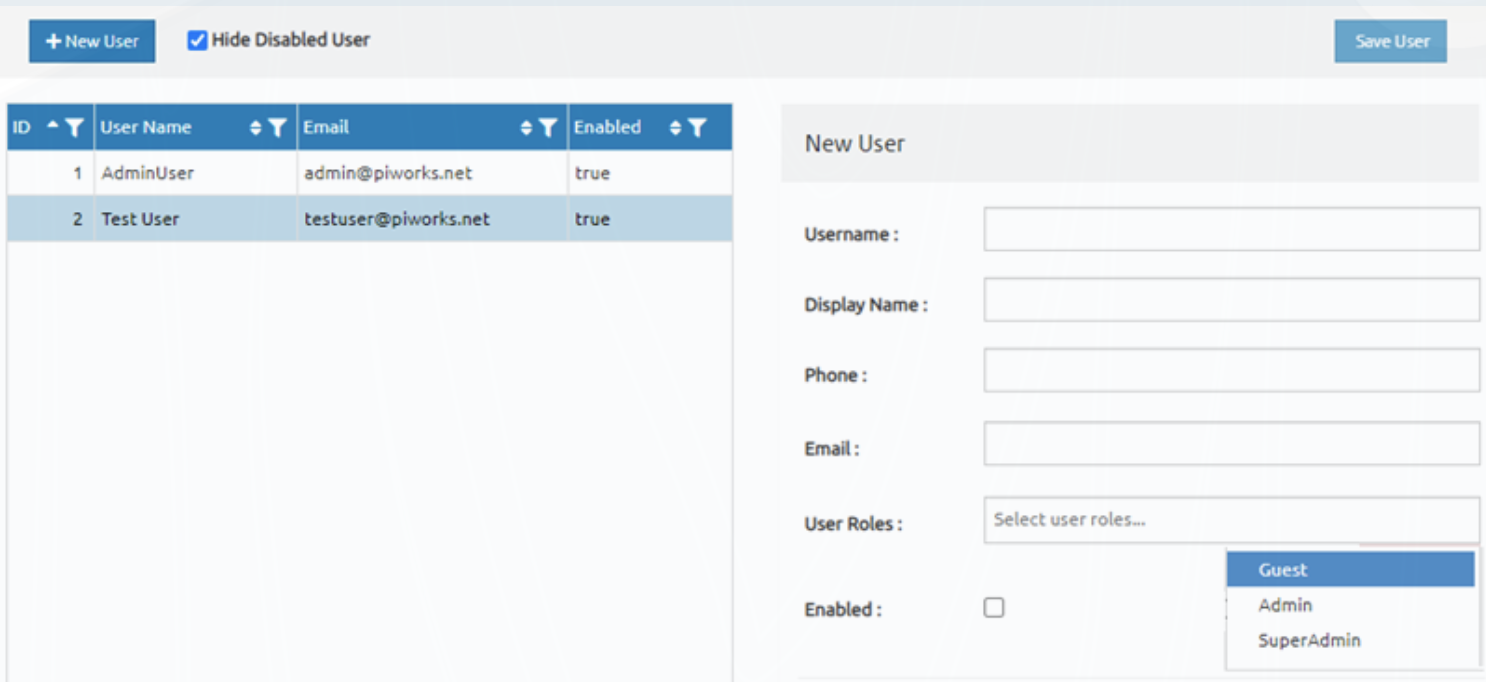 + New User Hide Disabled User Save User
ID User Name Email Enabled
1 AdminUser admin@piworks.net true
2 Test User testuser@piworks.net true
New User
Username :
Display Name :
Phone :
Email :
User Roles : Select user roles...
Guest
Admin
Enabled :
SuperAdmin